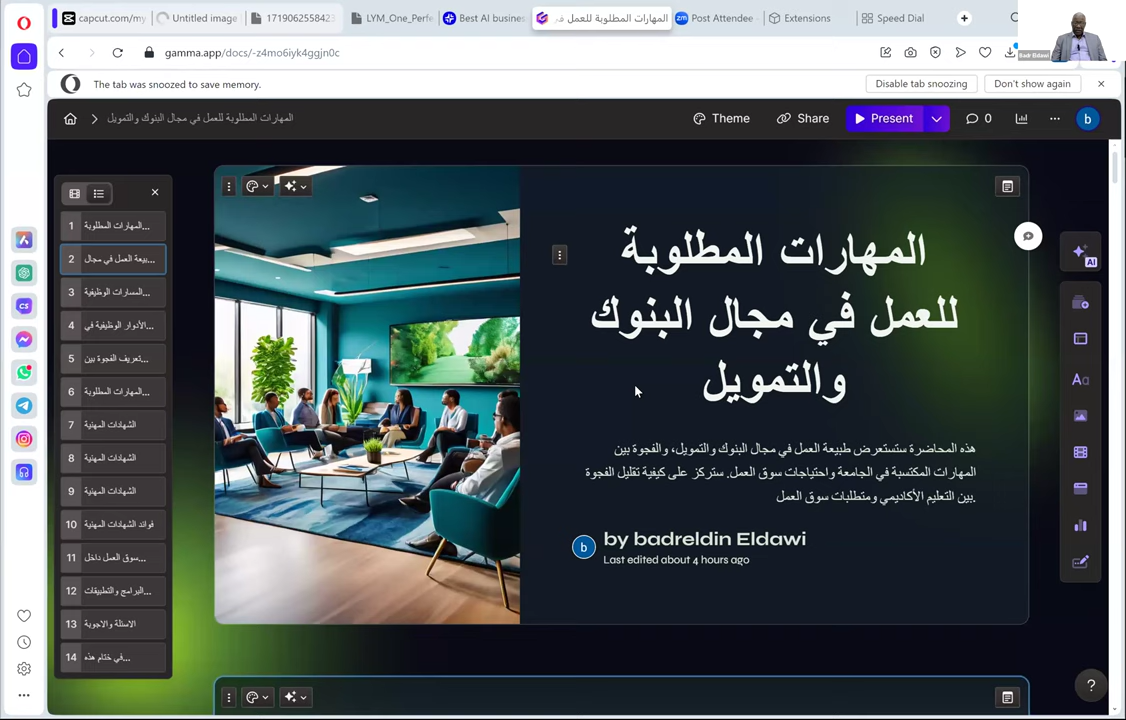 capcut.com/my
Untitled image
1719062558423
LYM_One_Perfe
Best AI busine
المهارات المطلوبة للعمل في
Post Attendee
Extensions
Speed Dial
gamma.app/docs/-z4mo6iyk4ggjn0c
Badr Eldawi
The tab was snoozed to save memory.
Disable tab snoozing
Don't show again
المهارات المطلوبة للعمل في مجال البنوك والتمويل
Theme
Share
Present
0
b
1 المهارات المطلوبة...
2 بيعة العمل في مجال...
3 المسارات الوظيفية...
4 الأدوار الوظيفية في...
5 تعريف الفجوة بين...
6 المهارات المطلوبة...
7 الشهادات المهنية
8 الشهادات المهنية
9 الشهادات المهنية
10 فوائد الشهادات المهنية
11 سوق العمل داخل...
12 البرامج والتطبيقات...
13 الاسئلة والاجوبة
14 في ختام هذه...
المهارات المطلوبة
للعمل في مجال البنوك
والتمويل
هذه المحاضرة ستستعرض طبيعة العمل في مجال البنوك والتمويل، والفجوة بين
المهارات المكتسبة في الجامعة واحتياجات سوق العمل. ستركز على كيفية تقليل الفجوة
بين التعليم الأكاديمي ومتطلبات سوق العمل.
b
by badreldin Eldawi
Last edited about 4 hours ago
AI
Aa
?